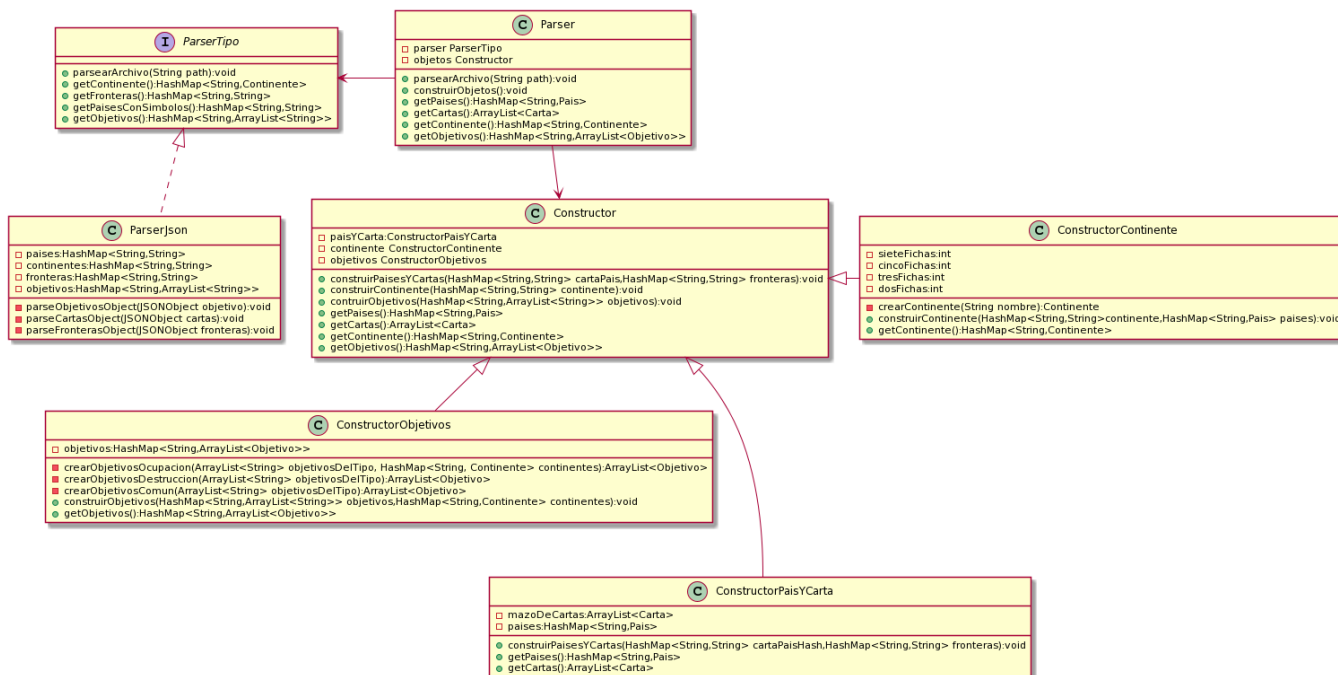 I ParserTipo
parsearArchivo(String path):void
getContinente():HashMap<String,Continente>
getFronteras():HashMap<String,String>
getPaisesConSimbolos():HashMap<String,String>
getObjetivos():HashMap<String,ArrayList<String>>
C Parser
parser ParserTipo
objetos Constructor
parsearArchivo(String path):void
construirObjetos():void
getPaises():HashMap<String,Pais>
getCartas():ArrayList<Carta>
getContinente():HashMap<String,Continente>
getObjetivos():HashMap<String,ArrayList<Objetivo>>
C ParserJson
paises:HashMap<String,String>
continentes:HashMap<String,String>
fronteras:HashMap<String,String>
objetivos:HashMap<String,ArrayList<String>>
parseObjetivosObject(JSONObject objetivo):void
parseCartasObject(JSONObject cartas):void
parseFronterasObject(JSONObject fronteras):void
C Constructor
paisYCarta:ConstructorPaisYCarta
continente ConstructorContinente
objetivos ConstructorObjetivos
construirPaisesYCartas(HashMap<String,String> cartaPais,HashMap<String,String> fronteras):void
construirContinente(HashMap<String,String> continente):void
contruirObjetivos(HashMap<String,ArrayList<String>> objetivos):void
getPaises():HashMap<String,Pais>
getCartas():ArrayList<Carta>
getContinente():HashMap<String,Continente>
getObjetivos():HashMap<String,ArrayList<Objetivo>>
C ConstructorContinente
sieteFichas:int
cincoFichas:int
tresFichas:int
dosFichas:int
crearContinente(String nombre):Continente
construirContinente(HashMap<String,String>continente,HashMap<String,Pais> paises):void
getContinente():HashMap<String,Continente>
C ConstructorObjetivos
objetivos:HashMap<String,ArrayList<Objetivo>>
crearObjetivosOcupacion(ArrayList<String> objetivosDelTipo, HashMap<String, Continente> continentes):ArrayList<Objetivo>
crearObjetivosDestruccion(ArrayList<String> objetivosDelTipo):ArrayList<Objetivo>
crearObjetivosComun(ArrayList<String> objetivosDelTipo):ArrayList<Objetivo>
construirObjetivos(HashMap<String,ArrayList<String>> objetivos,HashMap<String,Continente> continentes):void
getObjetivos():HashMap<String,ArrayList<Objetivo>>
C ConstructorPaisYCarta
mazoDeCartas:ArrayList<Carta>
paises:HashMap<String,Pais>
construirPaisesYCartas(HashMap<String,String> cartaPaisHash,HashMap<String,String> fronteras):void
getPaises():HashMap<String,Pais>
getCartas():ArrayList<Carta>